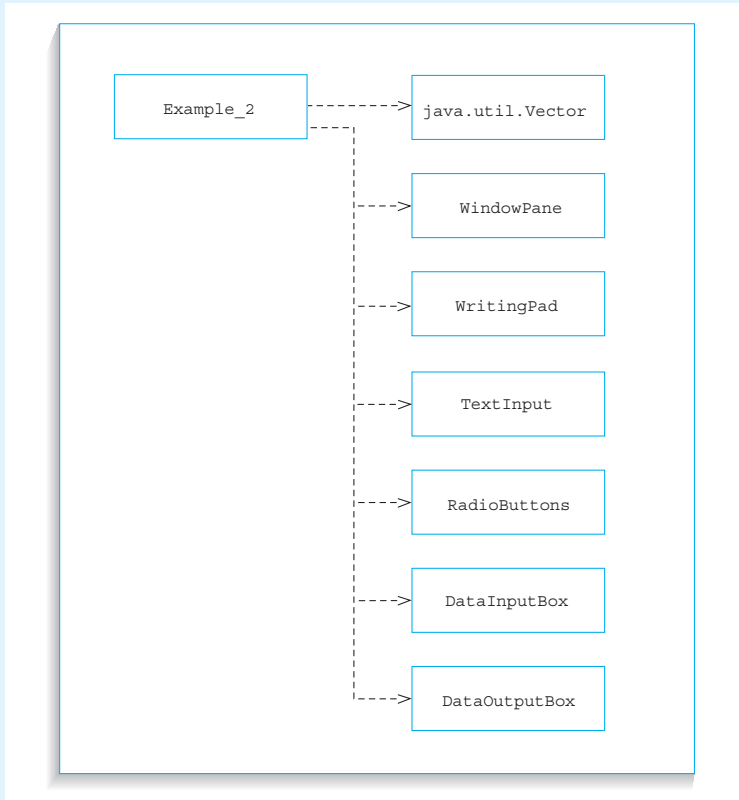 Example_2
java.util.Vector
WindowPane
WritingPad
TextInput
RadioButtons
DataInputBox
DataOutputBox